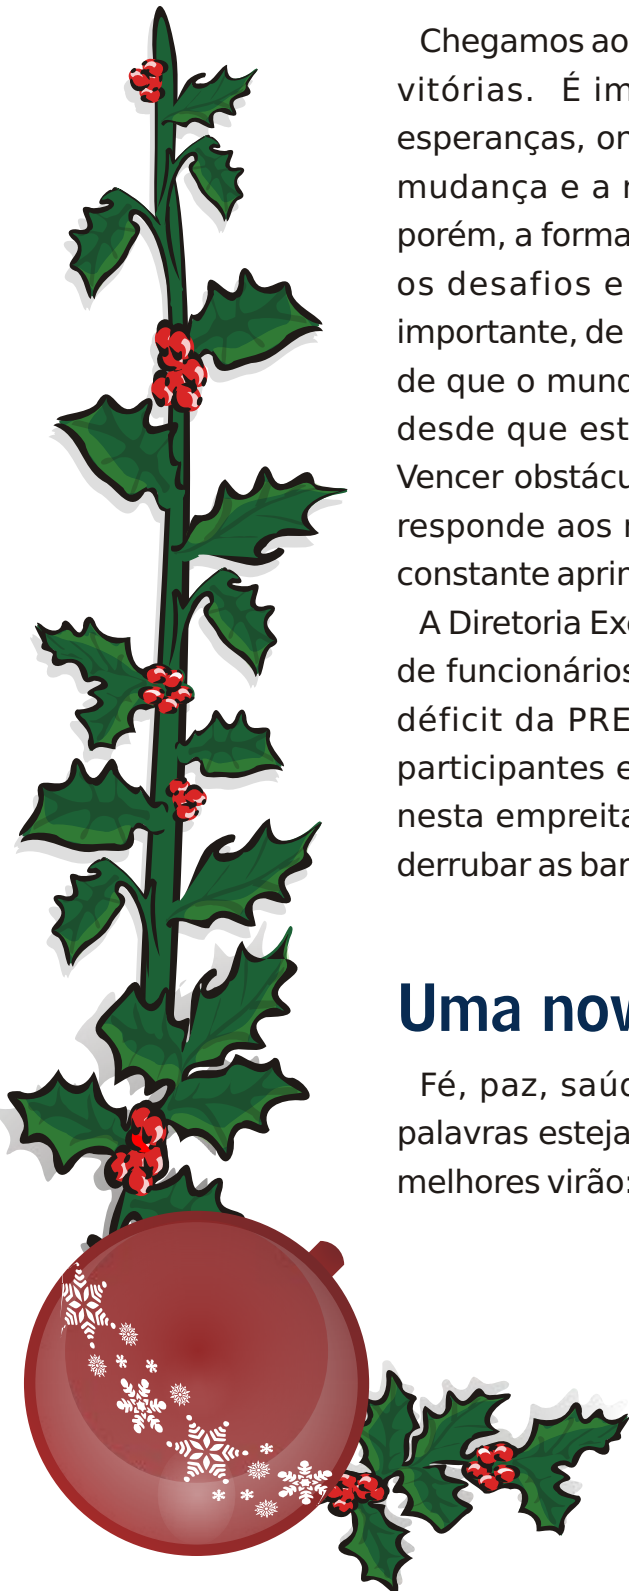 Chegamos ao
vitórias. É im
esperanças, on
mudança e a
porém, a forma
os desafios e
importante, de
de que o mund
desde que est
Vencer obstácu
responde aos
constante aprim
A Diretoria Exe
de funcionários
déficit da PRE
participantes e
nesta empreita
derrubar as bar
Uma nov
Fé, paz, saúd
palavras esteja
melhores virão: